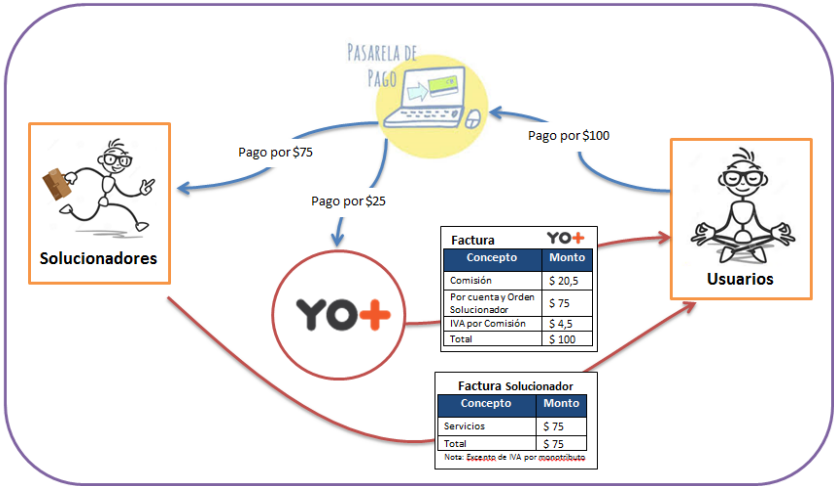 PASARELA DE
PAGO
Pago por $100
Pago por $75
Pago por $25
Solucionadores
Usuarios
YO+
Factura YO+
Concepto Monto
Comisión $ 20,5
Por cuenta y Orden
Solucionador $ 75
IVA por Comisión $ 4,5
Total $ 100
Factura Solucionador
Concepto Monto
Servicios $ 75
Total $ 75
Nota: Excento de IVA por monotributo